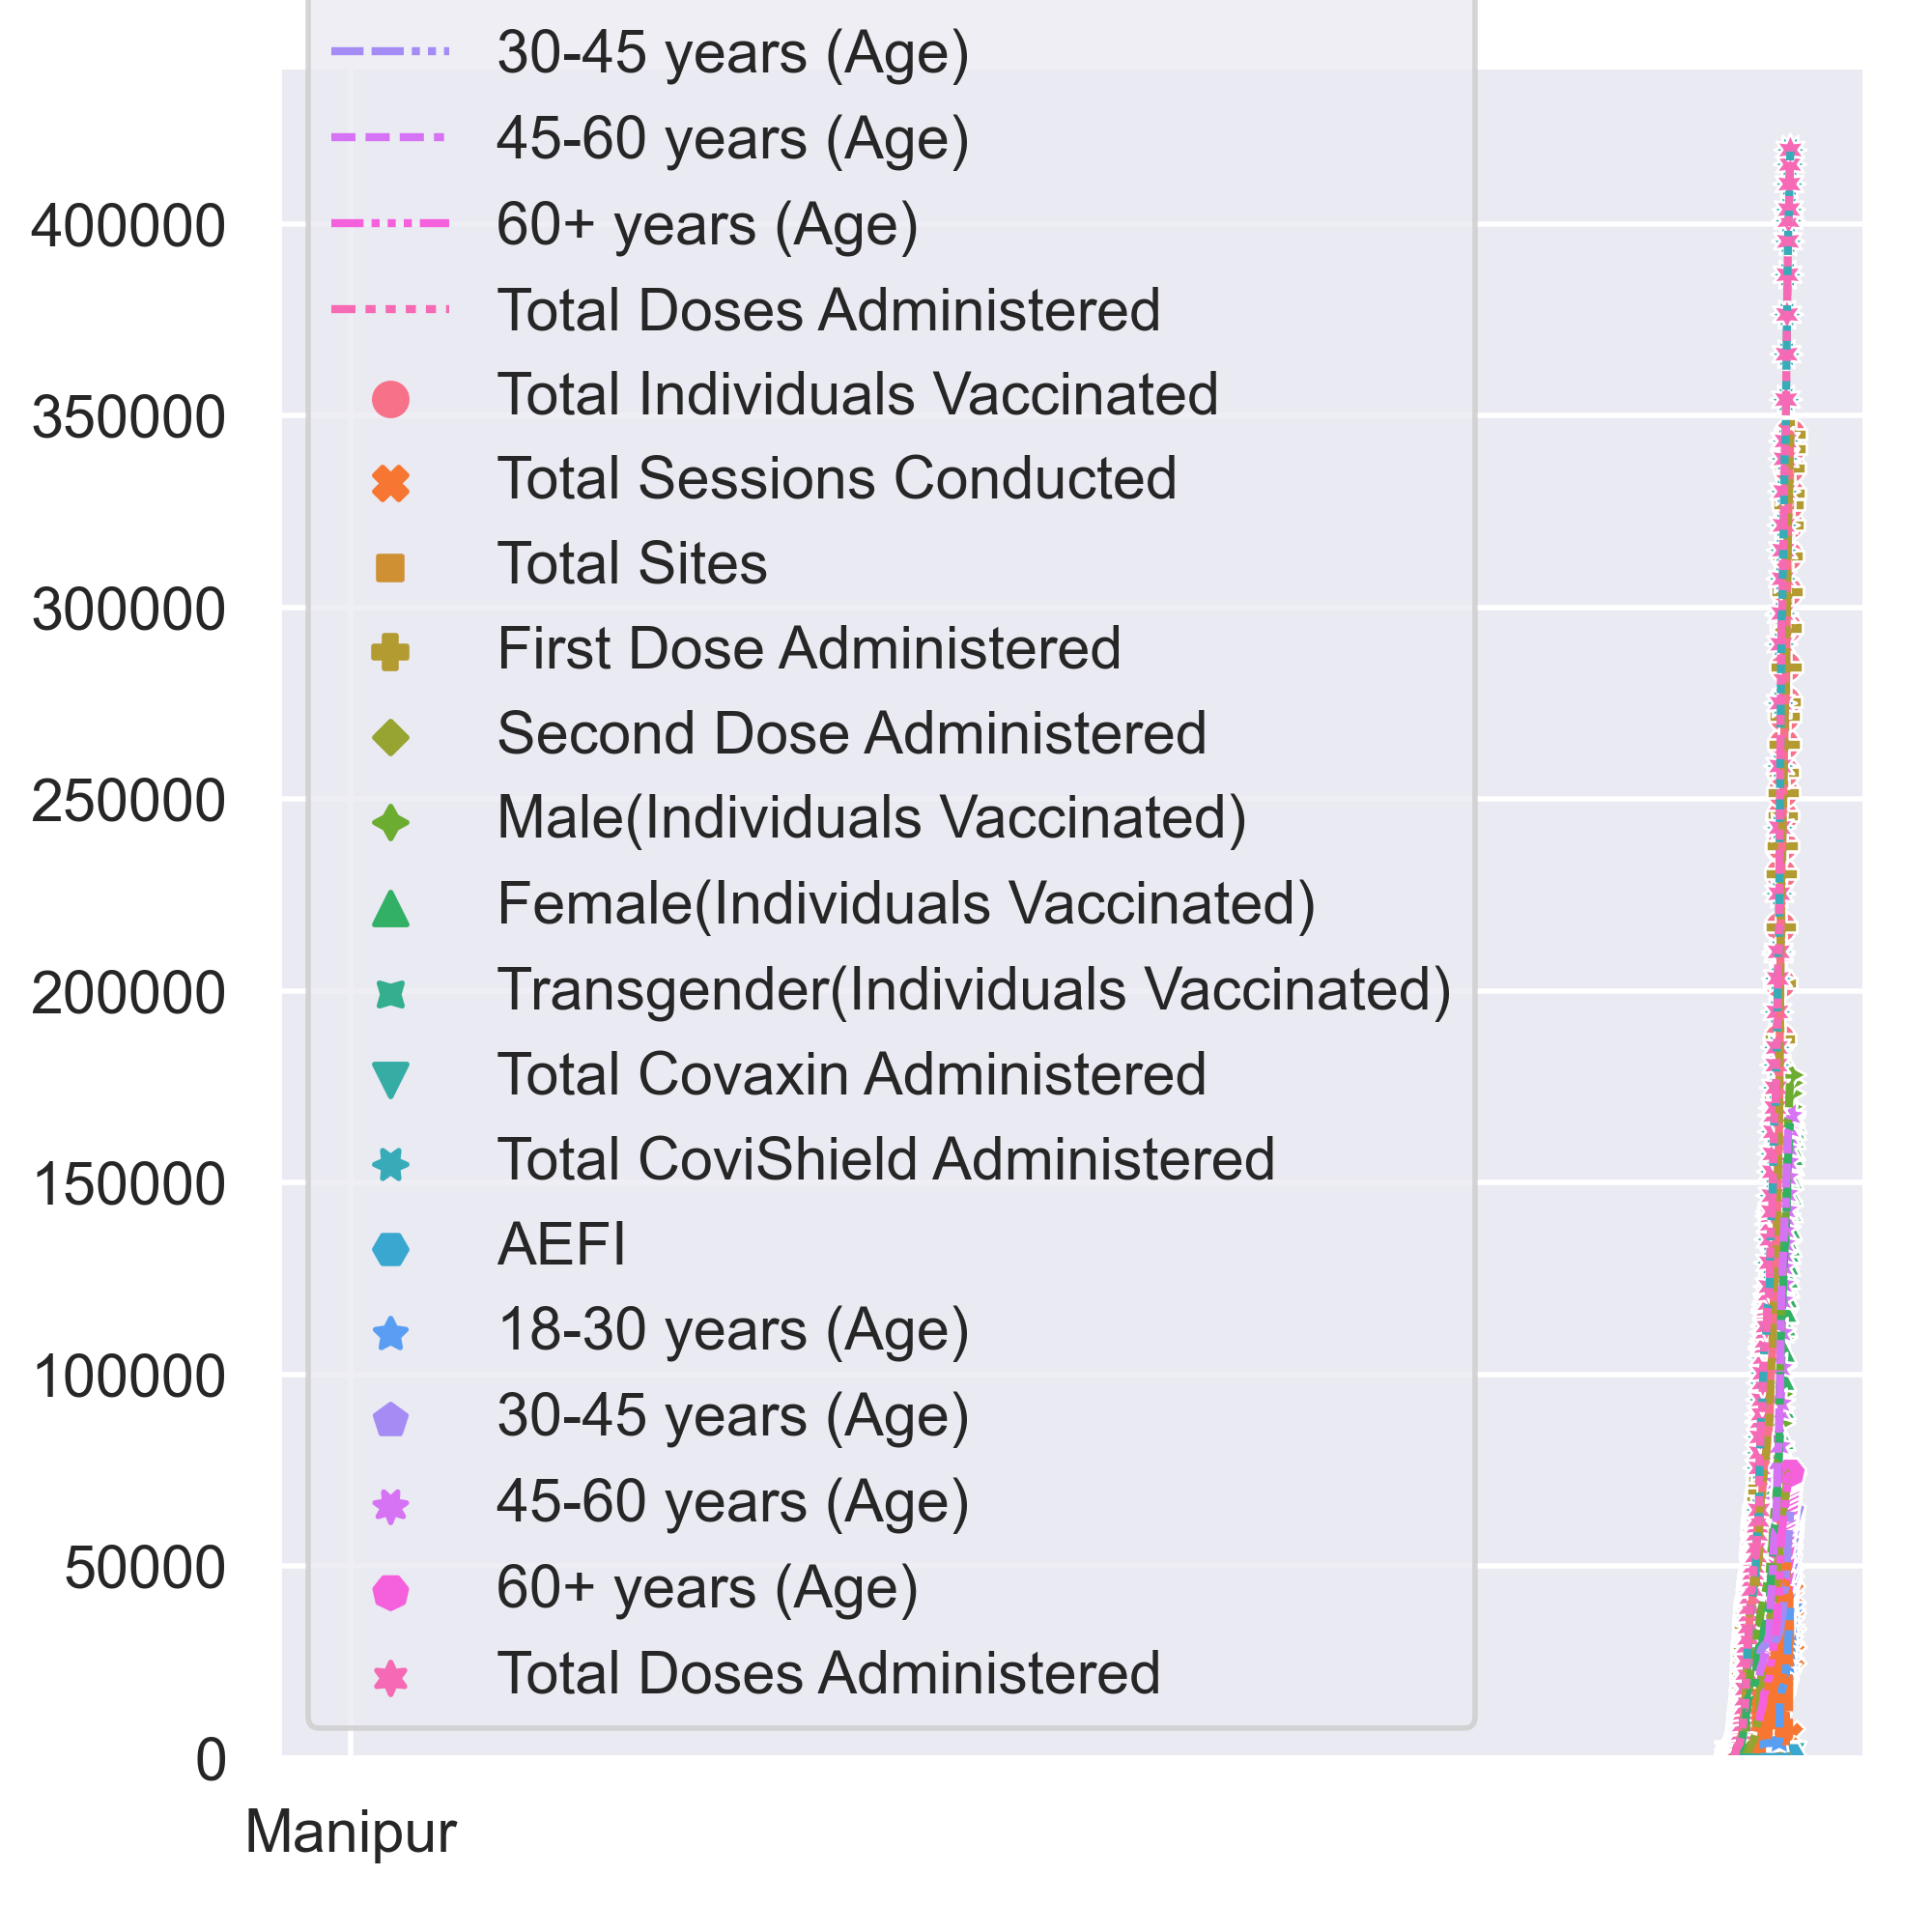 30-45 years (Age)
45-60 years (Age)
60+ years (Age)
Total Doses Administered
Total Individuals Vaccinated
Total Sessions Conducted
Total Sites
First Dose Administered
Second Dose Administered
Male(Individuals Vaccinated)
Female(Individuals Vaccinated)
Transgender(Individuals Vaccinated)
Total Covaxin Administered
Total CoviShield Administered
AEFI
18-30 years (Age)
30-45 years (Age)
45-60 years (Age)
60+ years (Age)
Total Doses Administered
400000
350000
300000
250000
200000
150000
100000
50000
0
Manipur